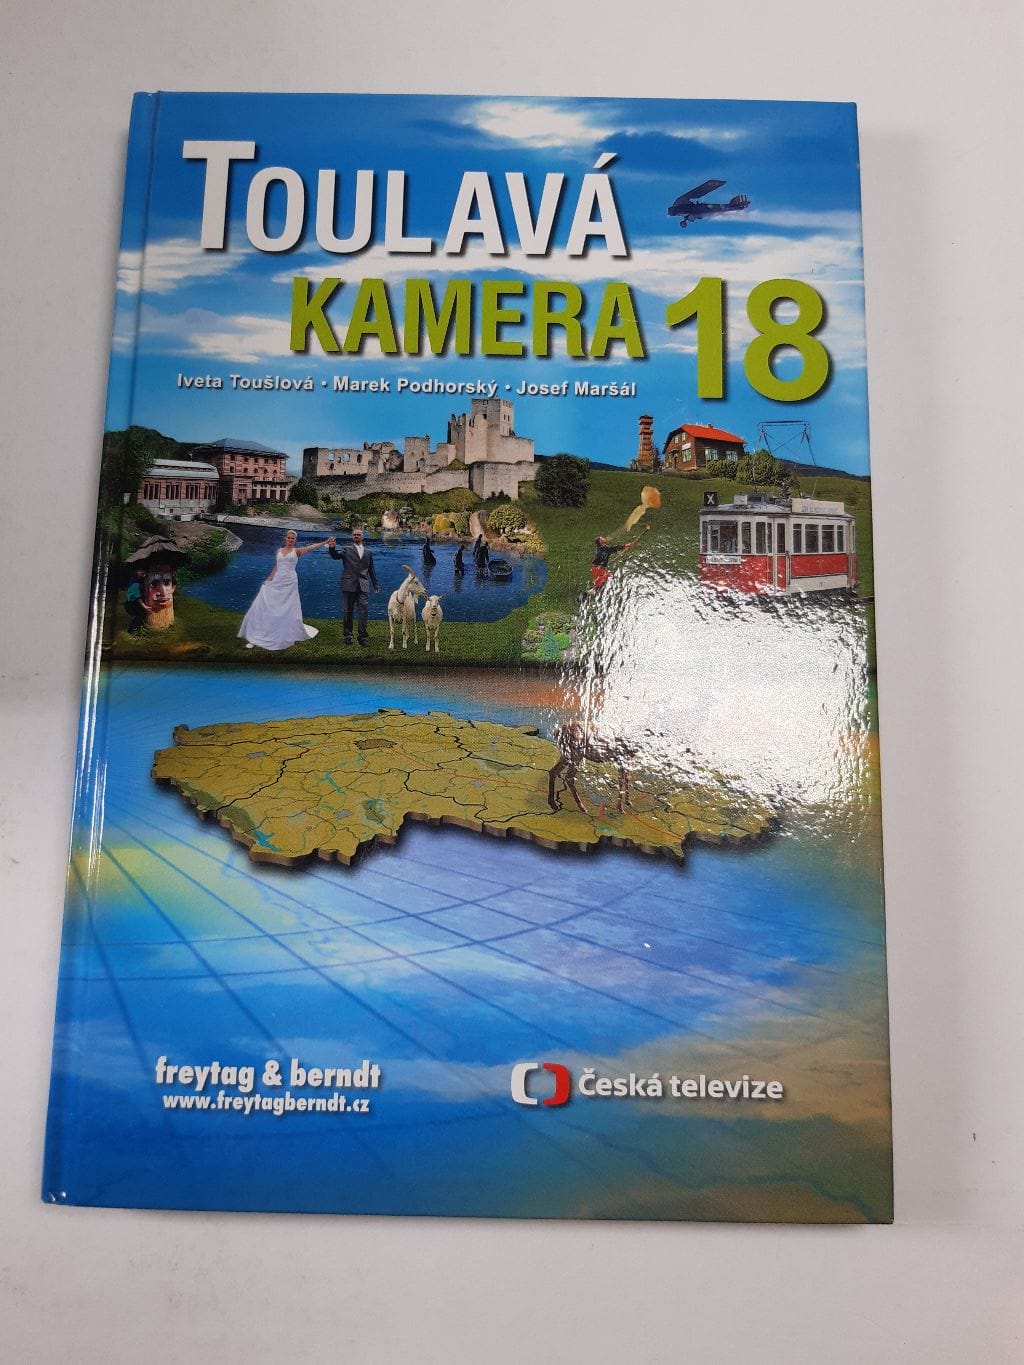 TOULAVÁ
KAMERA 18
Iveta Toušlová • Marek Podhorský • Josef Maršál
X
freytag & berndt
www.freytagberndt.cz
Česká televize